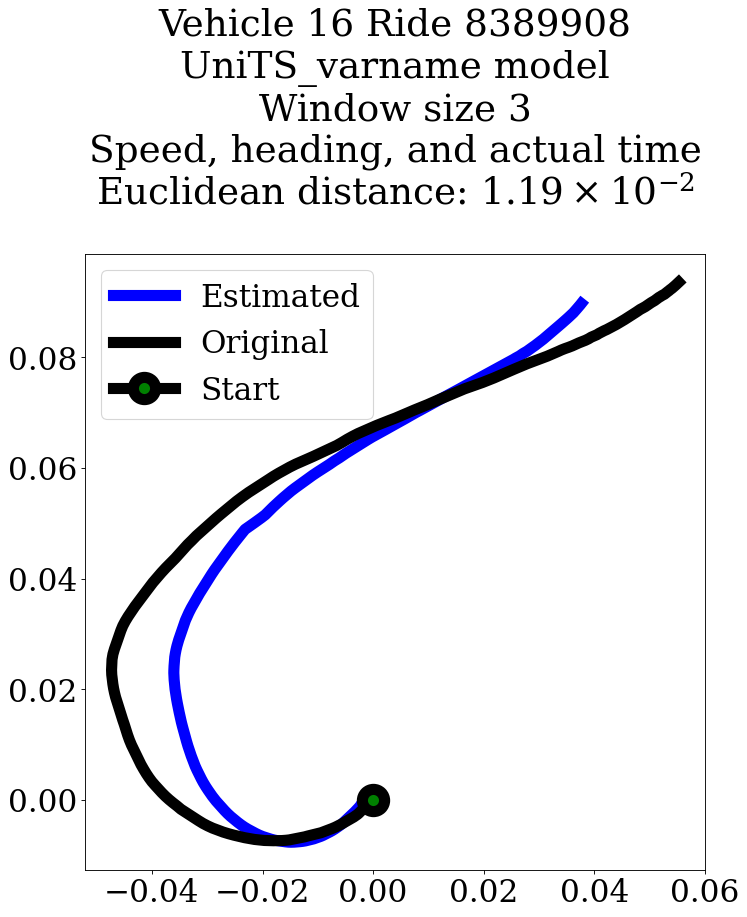 Vehicle 16 Ride 8389908
UniTS_varname model
Window size 3
Speed, heading, and actual time
Euclidean distance: 1.19 × 10⁻²
Estimated
Original
Start
0.08
0.06
0.04
0.02
0.00
−0.04 −0.02 0.00 0.02 0.04 0.06